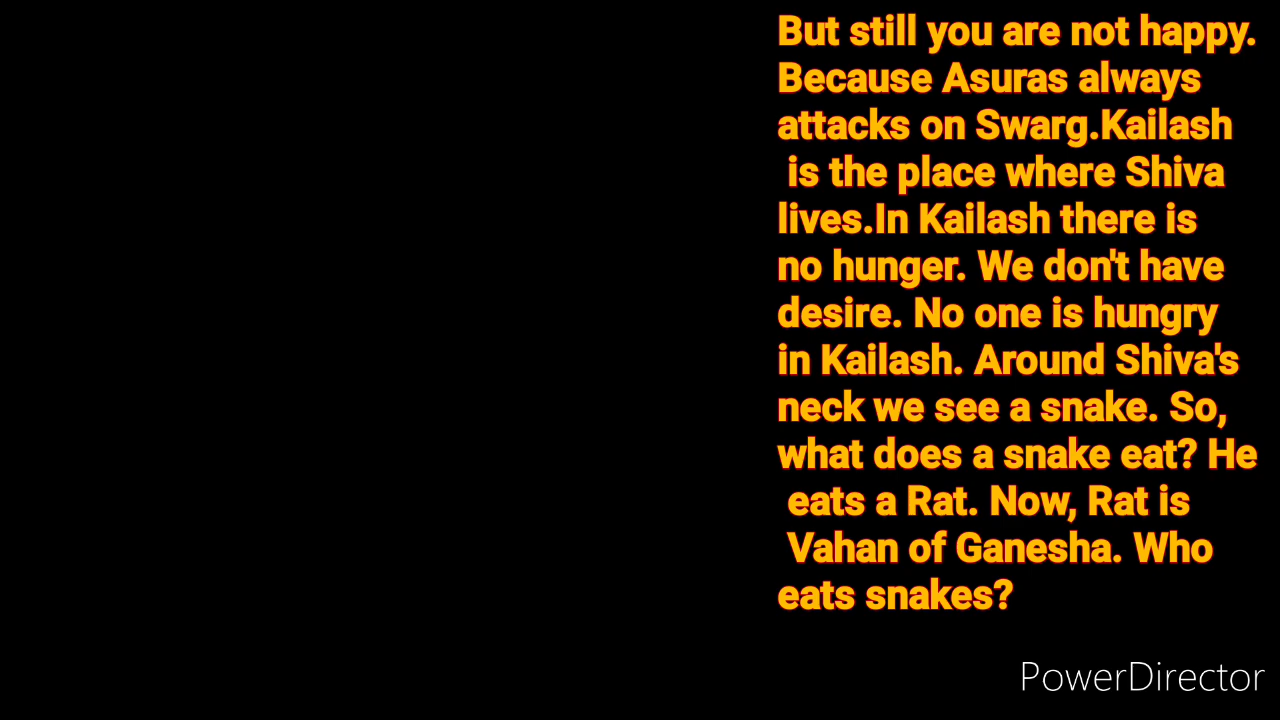 But still you are not happy.
Because Asuras always
attacks on Swarg.Kailash
is the place where Shiva
lives.In Kailash there is
no hunger. We don't have
desire. No one is hungry
in Kailash. Around Shiva's
neck we see a snake. So,
what does a snake eat? He
eats a Rat. Now, Rat is
Vahan of Ganesha. Who
eats snakes?
PowerDirector